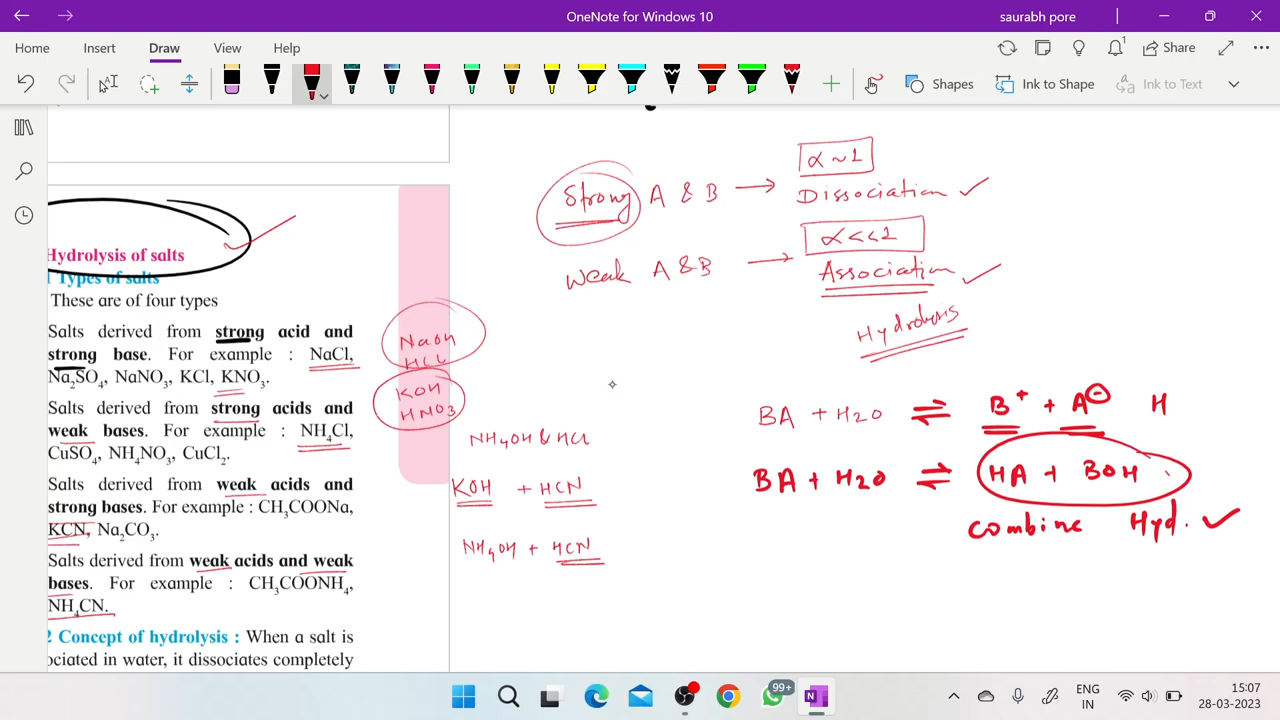 OneNote for Windows 10
saurabh pore
Home Insert Draw View Help
Share
Shapes
Ink to Shape
Ink to Text
Hydrolysis of salts
1 Types of salts
These are of four types
Salts derived from strong acid and
strong base. For example : NaCl,
Na₂SO₄, NaNO₃, KCl, KNO₃.
Salts derived from strong acids and
weak bases. For example : NH₄Cl,
CuSO₄, NH₄NO₃, CuCl₂.
Salts derived from weak acids and
strong bases. For example : CH₃COONa,
KCN, Na₂CO₃.
Salts derived from weak acids and weak
bases. For example : CH₃COONH₄,
NH₄CN.
2 Concept of hydrolysis : When a salt is
ociated in water, it dissociates completely
NaOH
HCL
KOH
HNO₃
NH₄OH & HCl
KOH + HCN
NH₄OH + HCN
α ~ 1
Strong A & B → Dissociation ✓
α <<1
Weak A & B → Association ✓
Hydrolysis
BA + H₂O ⇌ B⁺ + A⊖ H
BA + H₂O ⇌ HA + BOH
combine Hyd. ✓
99+
ENG
IN
15:07
28-03-2023